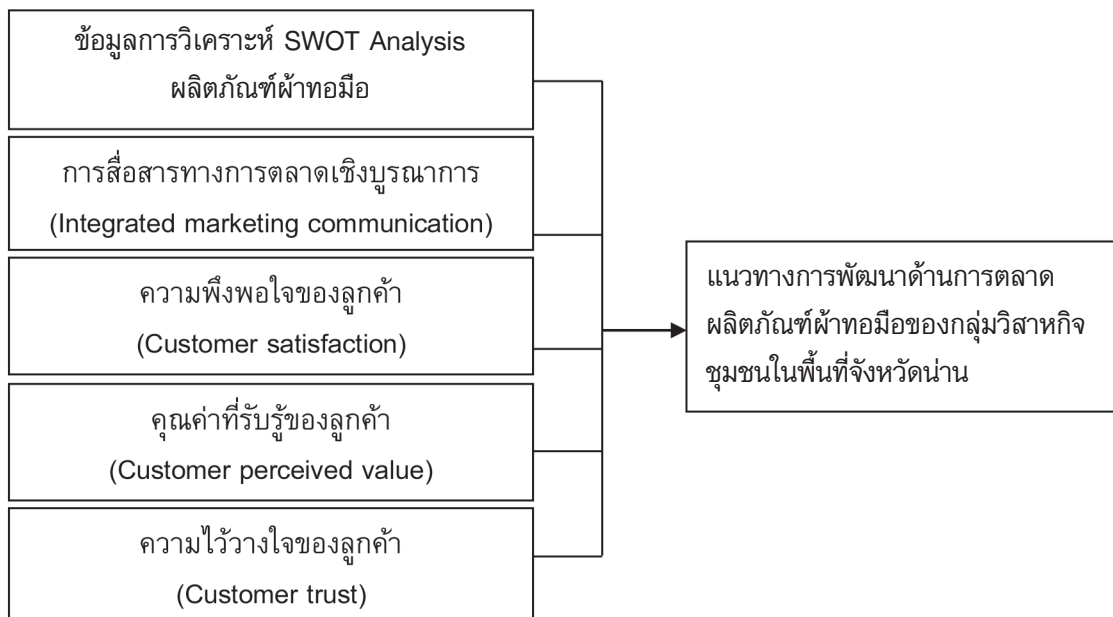 ข้อมูลการวิเคราะห์ SWOT Analysis
ผลิตภัณฑ์ผ้าทอมือ
การสื่อสารทางการตลาดเชิงบูรณาการ
(Integrated marketing communication)
ความพึงพอใจของลูกค้า
(Customer satisfaction)
คุณค่าที่รับรู้ของลูกค้า
(Customer perceived value)
ความไว้วางใจของลูกค้า
(Customer trust)
แนวทางการพัฒนาด้านการตลาด
ผลิตภัณฑ์ผ้าทอมือของกลุ่มวิสาหกิจ
ชุมชนในพื้นที่จังหวัดน่าน